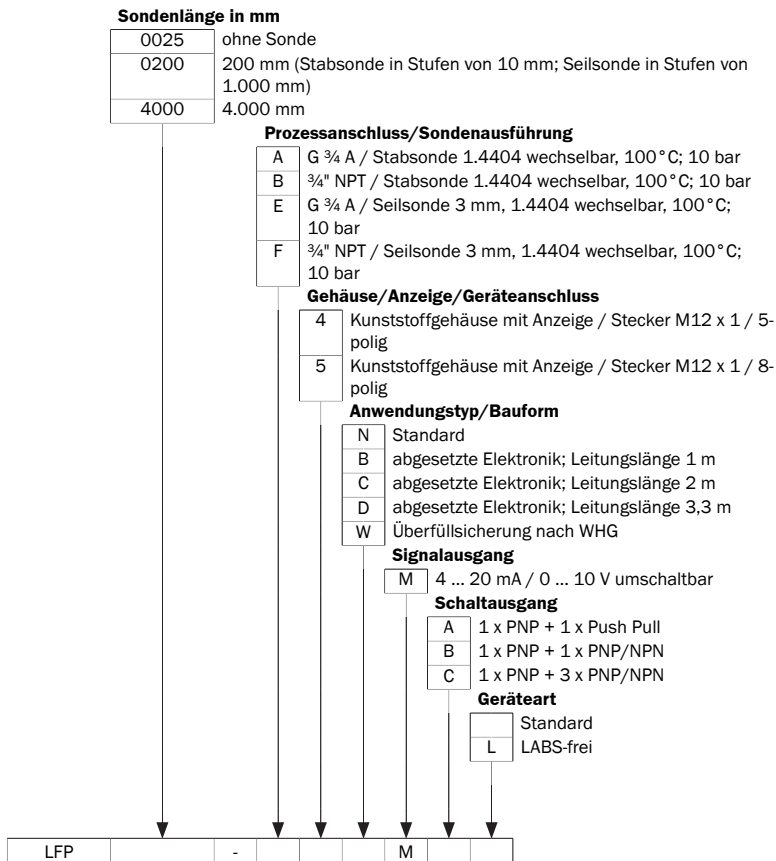 Sondenlänge in mm
0025 ohne Sonde
0200 200 mm (Stabsonde in Stufen von 10 mm; Seilsonde in Stufen von
1.000 mm)
4000 4.000 mm
Prozessanschluss/Sondenausführung
A G ¾ A / Stabsonde 1.4404 wechselbar, 100°C; 10 bar
B ¾" NPT / Stabsonde 1.4404 wechselbar, 100°C; 10 bar
E G ¾ A / Seilsonde 3 mm, 1.4404 wechselbar, 100°C;
10 bar
F ¾" NPT / Seilsonde 3 mm, 1.4404 wechselbar, 100°C;
10 bar
Gehäuse/Anzeige/Geräteanschluss
4 Kunststoffgehäuse mit Anzeige / Stecker M12 x 1 / 5-
polig
5 Kunststoffgehäuse mit Anzeige / Stecker M12 x 1 / 8-
polig
Anwendungstyp/Bauform
N Standard
B abgesetzte Elektronik; Leitungslänge 1 m
C abgesetzte Elektronik; Leitungslänge 2 m
D abgesetzte Elektronik; Leitungslänge 3,3 m
W Überfüllsicherung nach WHG
Signalausgang
M 4 ... 20 mA / 0 ... 10 V umschaltbar
Schaltausgang
A 1 x PNP + 1 x Push Pull
B 1 x PNP + 1 x PNP/NPN
C 1 x PNP + 3 x PNP/NPN
Geräteart
Standard
L LABS-frei
LFP - M